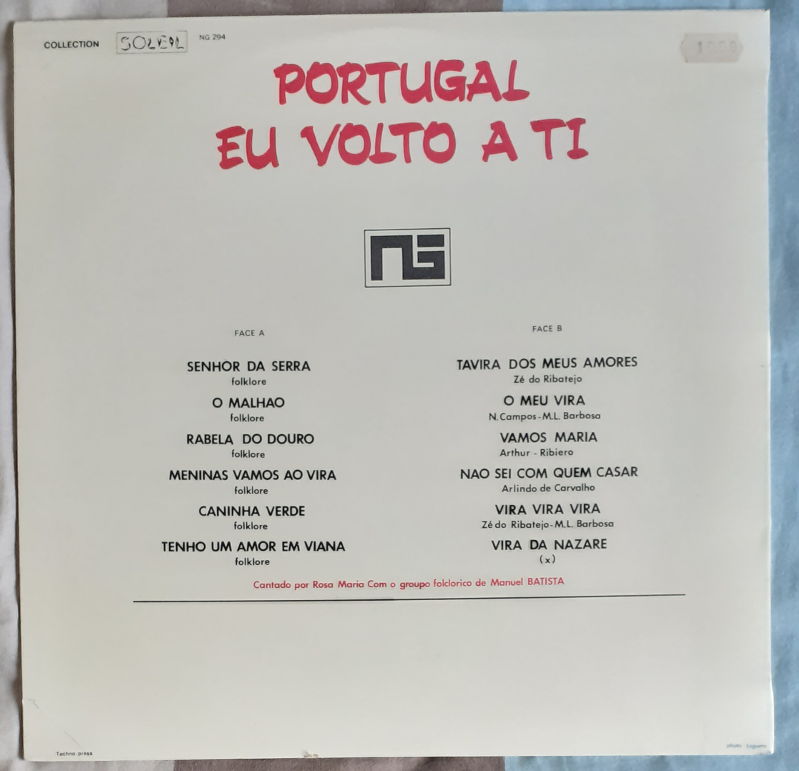 COLLECTION SOLEIL NG 294
PORTUGAL
EU VOLTO A TI
NG
FACE A
SENHOR DA SERRA
folklore
O MALHAO
folklore
RABELA DO DOURO
folklore
MENINAS VAMOS AO VIRA
folklore
CANINHA VERDE
folklore
TENHO UM AMOR EM VIANA
folklore
FACE B
TAVIRA DOS MEUS AMORES
Zé do Ribatejo
O MEU VIRA
N. Campos - M.L. Barbosa
VAMOS MARIA
Arthur - Ribiero
NAO SEI COM QUEM CASAR
Arlindo de Carvalho
VIRA VIRA VIRA
Zé do Ribatejo - M.L. Barbosa
VIRA DA NAZARE
(x)
Cantado por Rosa Maria Com o groupo folclorico de Manuel BATISTA
Techno press
photo